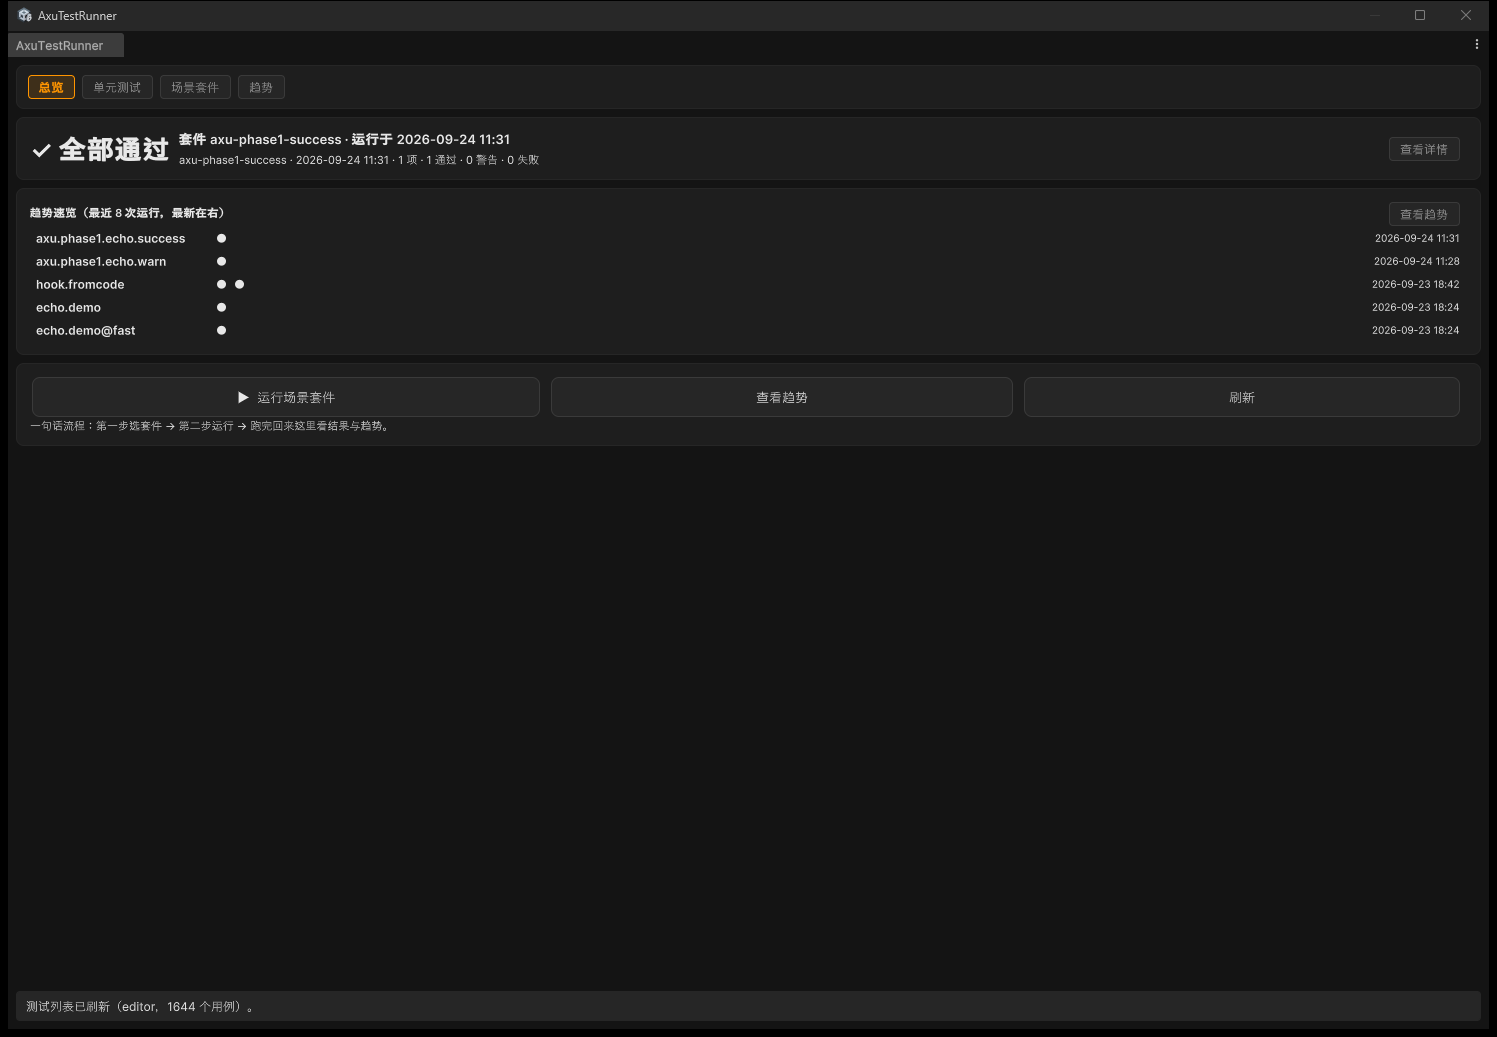 AxuTestRunner
AxuTestRunner
总览 单元测试 场景套件 趋势
✓ 全部通过
套件 axu-phase1-success · 运行于 2026-09-24 11:31
axu-phase1-success · 2026-09-24 11:31 · 1 项 · 1 通过 · 0 警告 · 0 失败
查看详情
趋势速览（最近 8 次运行，最新在右）
查看趋势
axu.phase1.echo.success 2026-09-24 11:31
axu.phase1.echo.warn 2026-09-24 11:28
hook.fromcode 2026-09-23 18:42
echo.demo 2026-09-23 18:24
echo.demo@fast 2026-09-23 18:24
▶ 运行场景套件 查看趋势 刷新
一句话流程：第一步选套件 → 第二步运行 → 跑完回来这里看结果与趋势。
测试列表已刷新（editor，1644 个用例）。